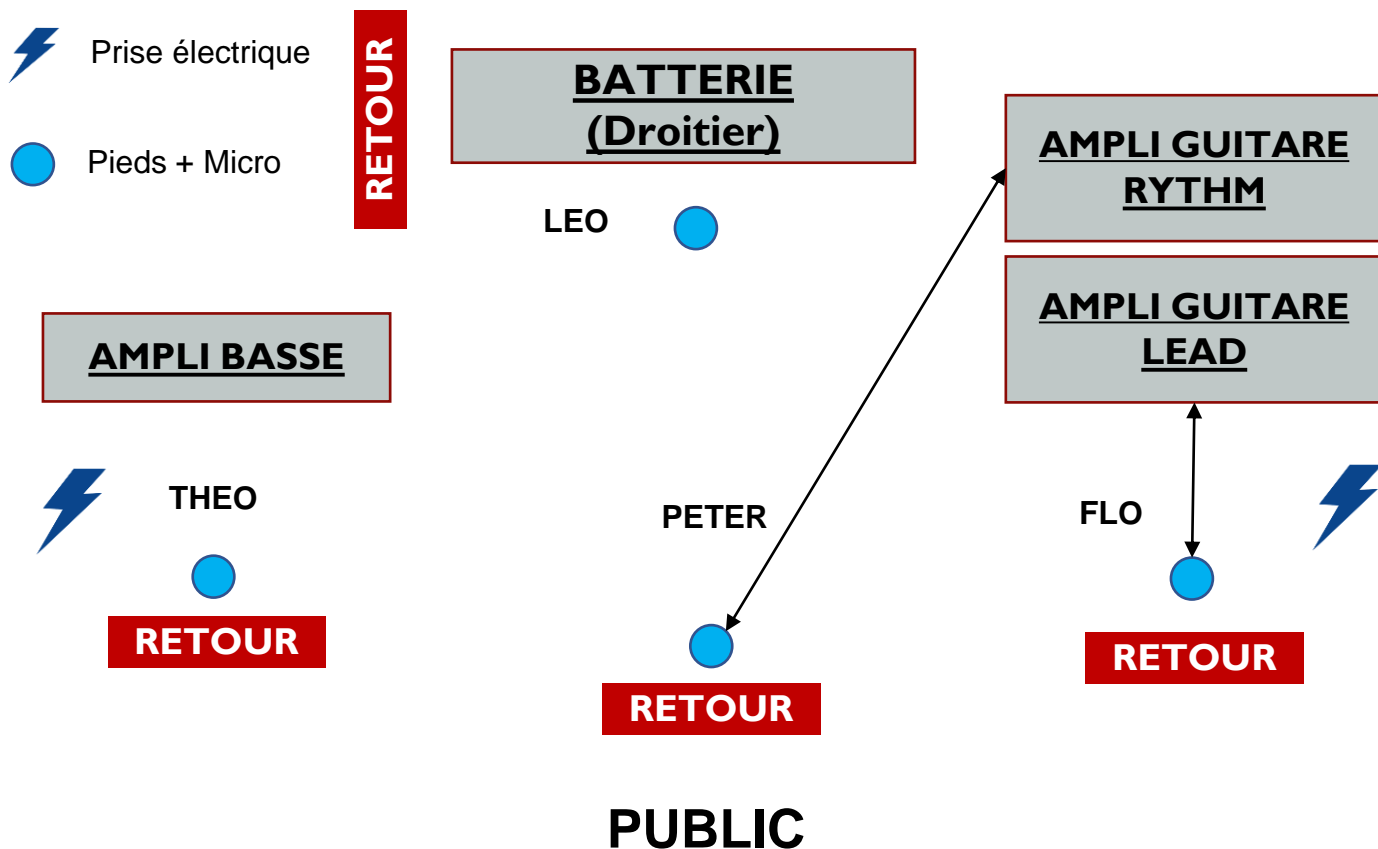 Prise électrique
Pieds + Micro
RETOUR
BATTERIE
(Droitier)
AMPLI GUITARE
RYTHM
LEO
AMPLI GUITARE
LEAD
AMPLI BASSE
THEO
PETER
FLO
RETOUR
RETOUR
RETOUR
PUBLIC